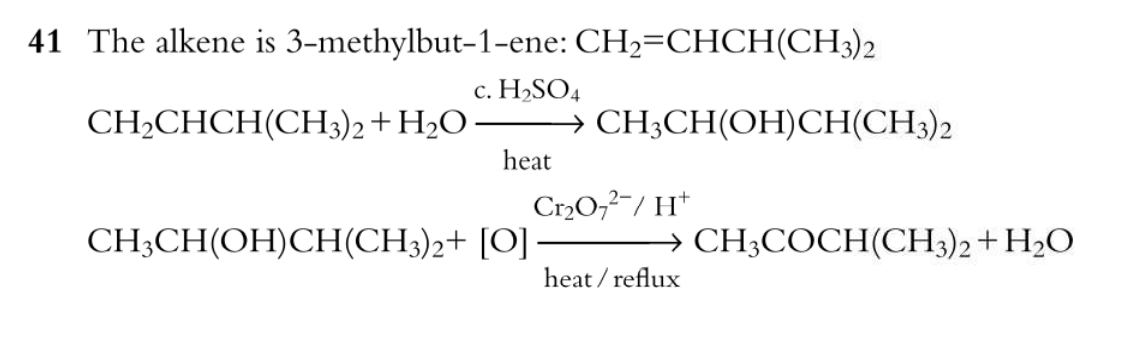 41 The alkene is 3-methylbut-1-ene: CH₂=CHCH(CH₃)₂
c. H₂SO₄
CH₂CHCH(CH₃)₂ + H₂O ⟶ CH₃CH(OH)CH(CH₃)₂
heat
Cr₂O₇²⁻ / H⁺
CH₃CH(OH)CH(CH₃)₂ + [O] ⟶ CH₃COCH(CH₃)₂ + H₂O
heat / reflux